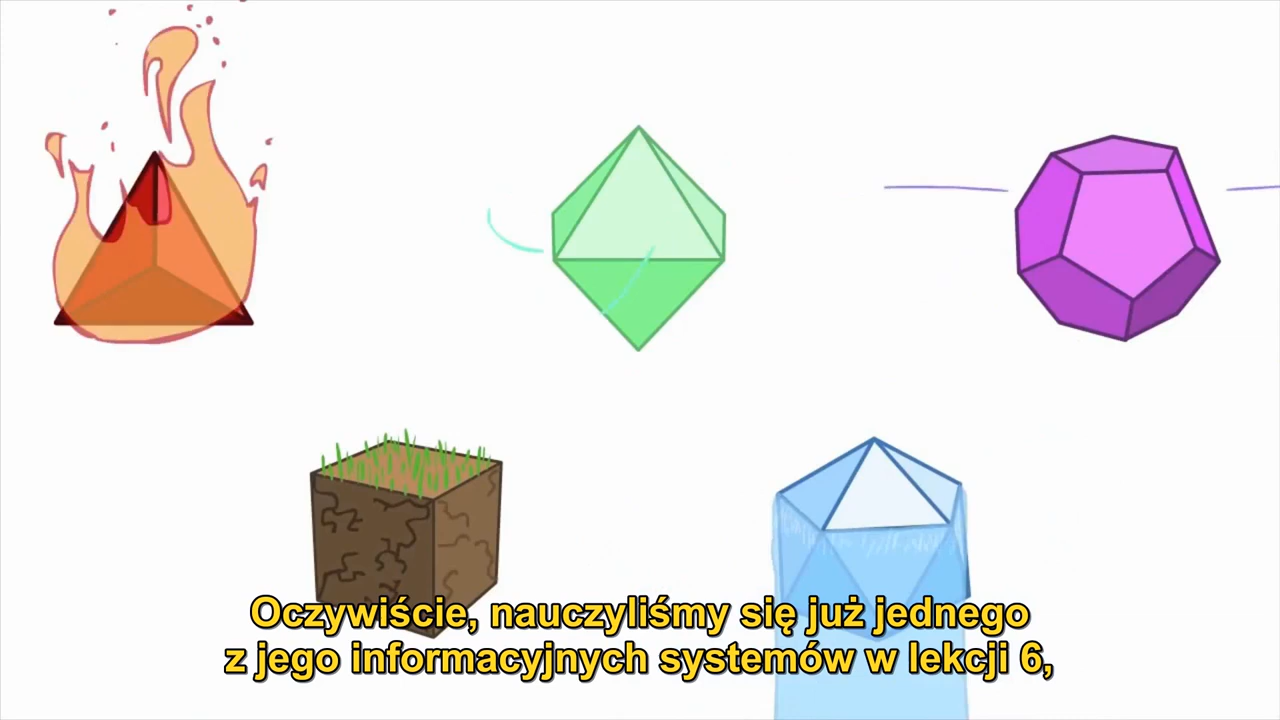 Oczywiście, nauczyliśmy się już jednego
z jego informacyjnych systemów w lekcji 6,